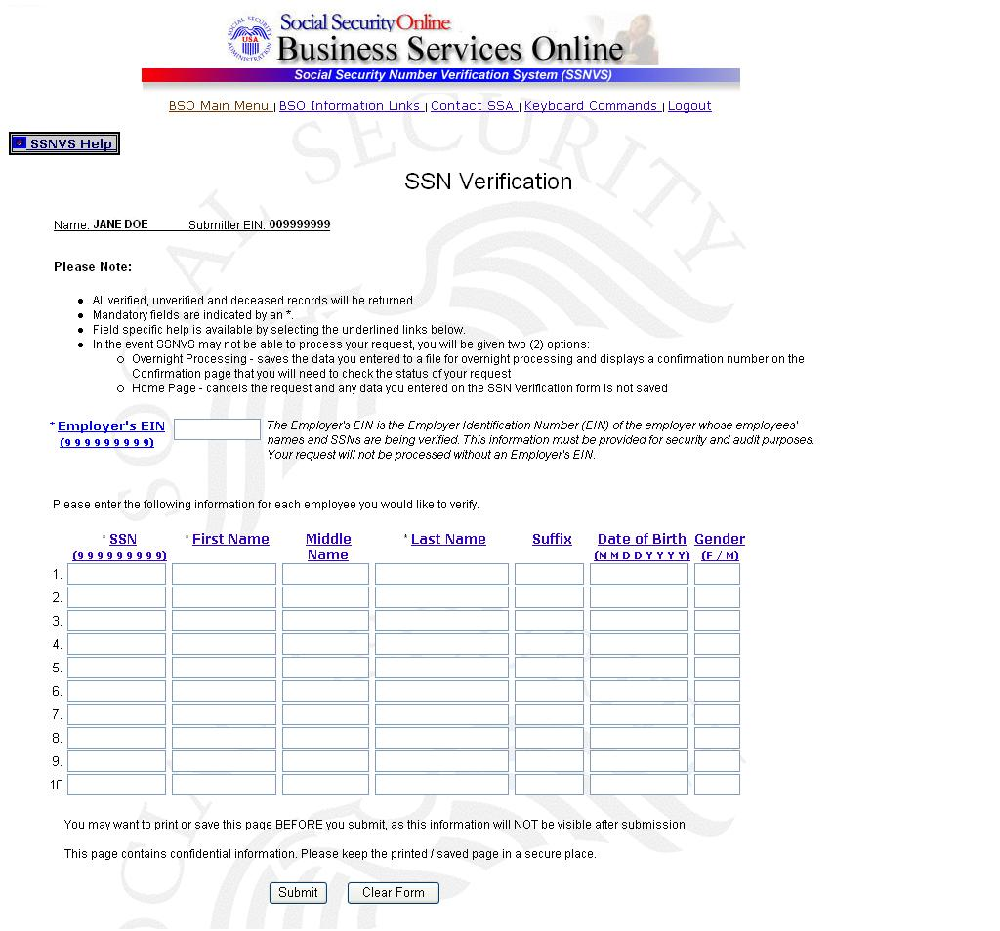 Social Security Online
SOCIAL SECURITY ADMINISTRATION
USA
Business Services Online
Social Security Number Verification System (SSNVS)
BSO Main Menu | BSO Information Links | Contact SSA | Keyboard Commands | Logout
SSNVS Help
SOCIAL SECURITY
SSN Verification
Name: JANE DOE Submitter EIN: 009999999
Please Note:
• All verified, unverified and deceased records will be returned.
• Mandatory fields are indicated by an *.
• Field specific help is available by selecting the underlined links below.
• In the event SSNVS may not be able to process your request, you will be given two (2) options:
o Overnight Processing - saves the data you entered to a file for overnight processing and displays a confirmation number on the
Confirmation page that you will need to check the status of your request
o Home Page - cancels the request and any data you entered on the SSN Verification form is not saved
* Employer's EIN
(9 9 9 9 9 9 9 9 9)
The Employer's EIN is the Employer Identification Number (EIN) of the employer whose employees'
names and SSNs are being verified. This information must be provided for security and audit purposes.
Your request will not be processed without an Employer's EIN.
Please enter the following information for each employee you would like to verify.
* SSN * First Name Middle * Last Name Suffix Date of Birth Gender
(9 9 9 9 9 9 9 9 9) Name (M M D D Y Y Y Y) (F / M)
1.
2.
3.
4.
5.
6.
7.
8.
9.
10.
You may want to print or save this page BEFORE you submit, as this information will NOT be visible after submission.
This page contains confidential information. Please keep the printed / saved page in a secure place.
Submit Clear Form